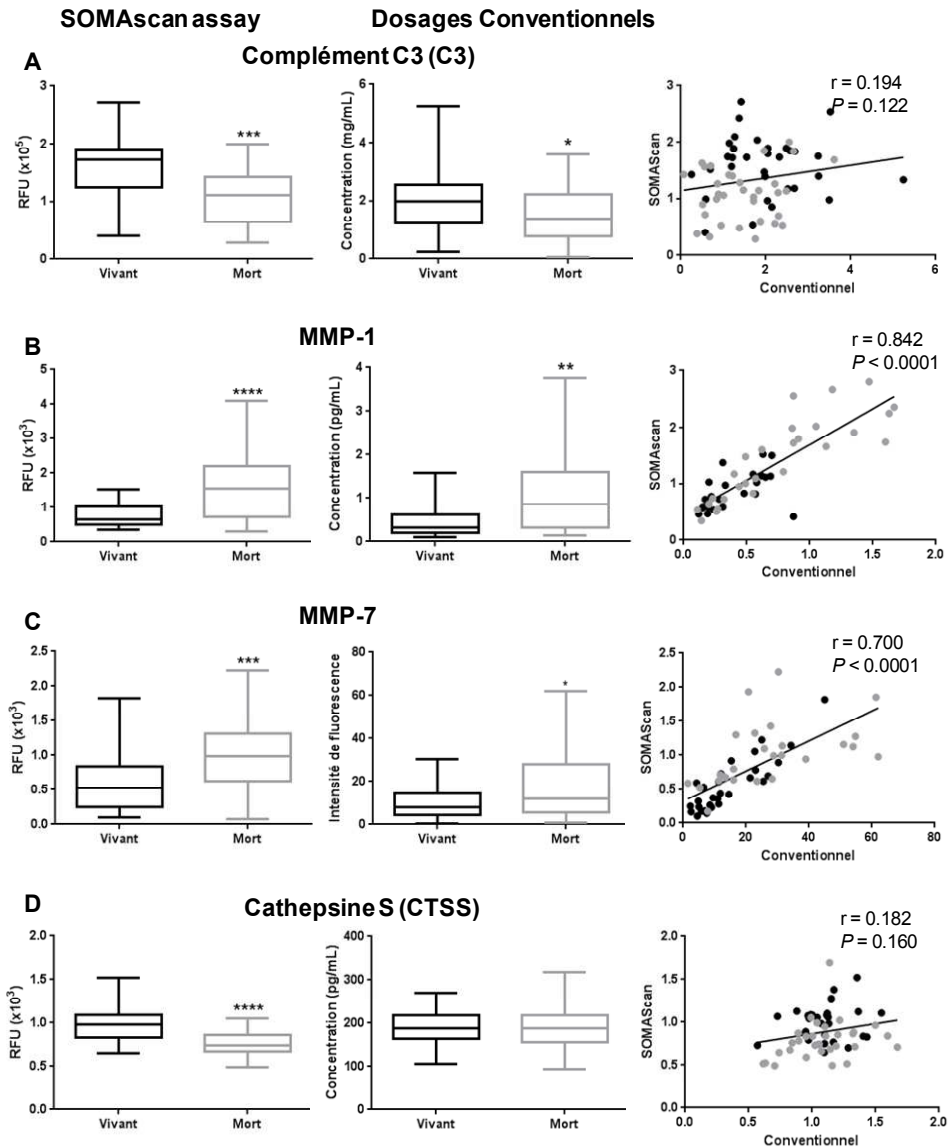 SOMAscan assay
Dosages Conventionnels
Complément C3 (C3)
A
RFU (x10⁵)
3
2
1
0
***
Vivant
Mort
Concentration (mg/mL)
6
4
2
0
*
Vivant
Mort
r = 0.194
P = 0.122
SOMAScan
3
2
1
0
0
2
4
6
Conventionnel
MMP-1
B
RFU (x10³)
5
4
3
2
1
0
****
Vivant
Mort
Concentration (pg/mL)
4
3
2
1
0
**
Vivant
Mort
r = 0.842
P < 0.0001
SOMAScan
3
2
1
0
0.0
0.5
1.0
1.5
2.0
Conventionnel
MMP-7
C
RFU (x10³)
2.5
2.0
1.5
1.0
0.5
0.0
***
Vivant
Mort
Intensité de fluorescence
80
60
40
20
0
*
Vivant
Mort
r = 0.700
P < 0.0001
SOMAScan
2.5
2.0
1.5
1.0
0.5
0.0
0
20
40
60
80
Conventionnel
Cathepsine S (CTSS)
D
RFU (x10³)
2.0
1.5
1.0
0.5
0.0
****
Vivant
Mort
Concentration (pg/mL)
400
300
200
100
0
Vivant
Mort
r = 0.182
P = 0.160
SOMAScan
2.0
1.5
1.0
0.5
0.0
0.0
0.5
1.0
1.5
2.0
Conventionnel